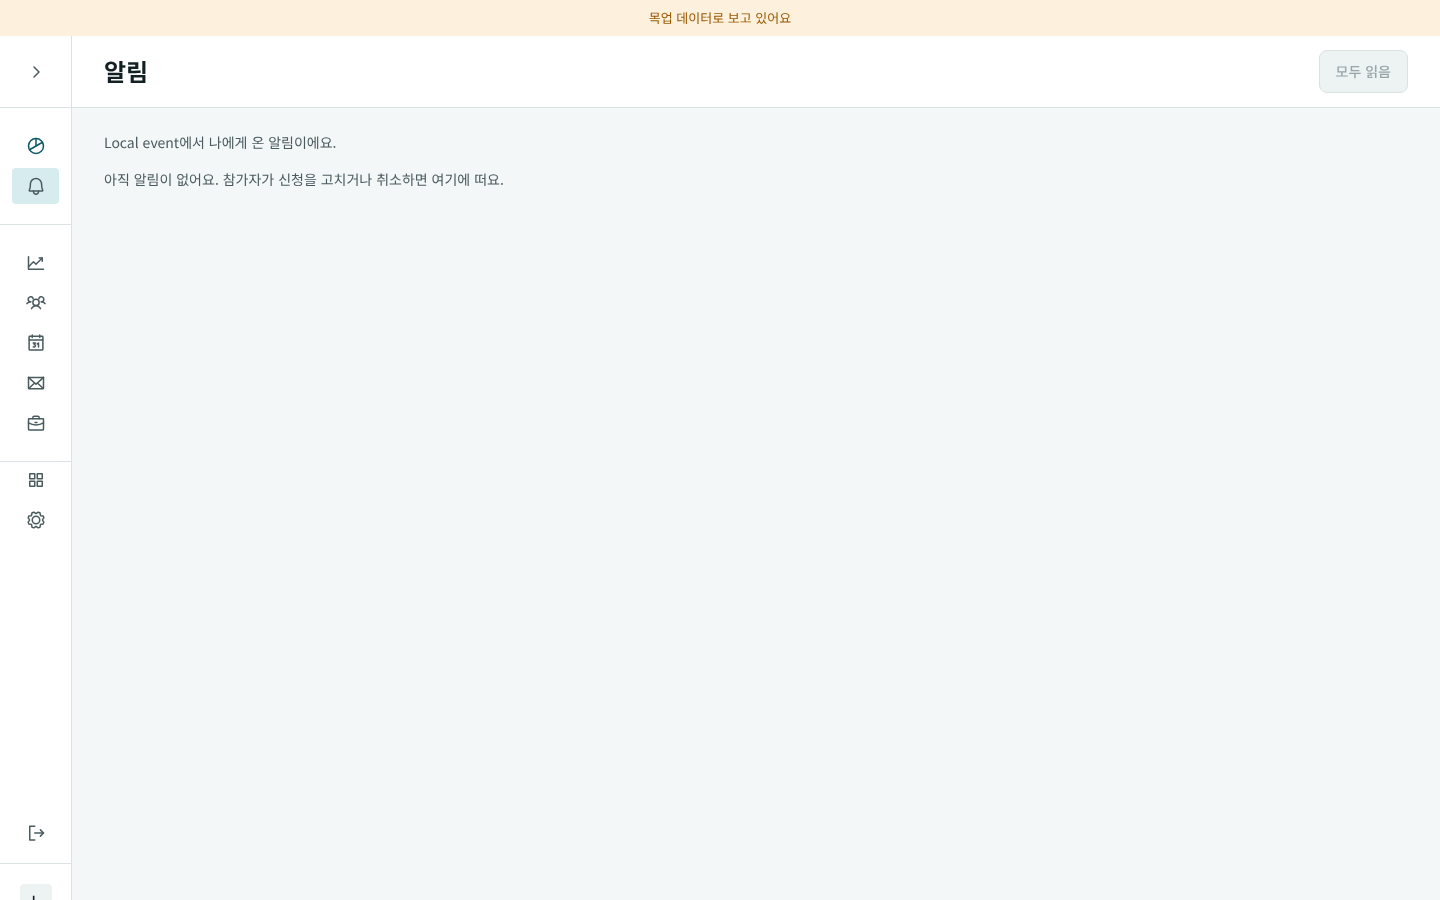 목업 데이터로 보고 있어요
알림
모두 읽음
Local event에서 나에게 온 알림이에요.
아직 알림이 없어요. 참가자가 신청을 고치거나 취소하면 여기에 떠요.
31